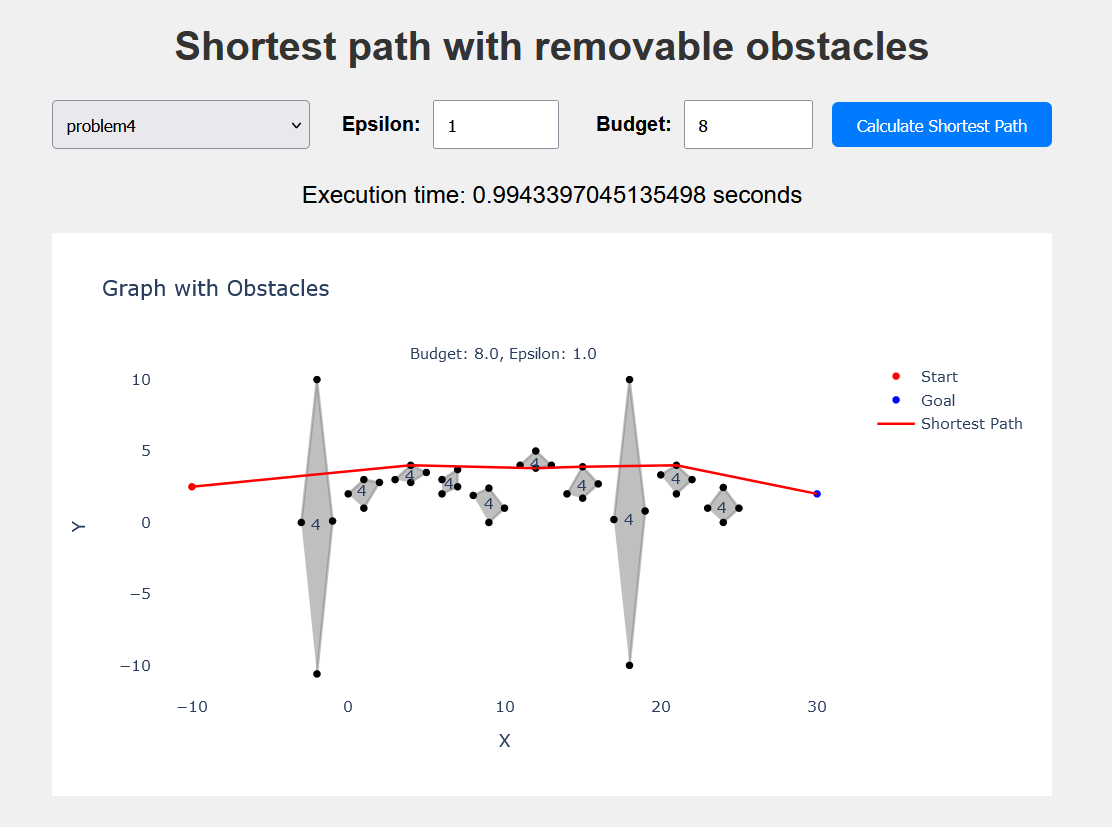 Shortest path with removable obstacles
problem4 Epsilon: 1 Budget: 8 Calculate Shortest Path
Execution time: 0.9943397045135498 seconds
Graph with Obstacles
Budget: 8.0, Epsilon: 1.0
Start
Goal
Shortest Path
10
5
0
−5
−10
Y
4
4
4
4
4
4
4
4
4
4
−10 0 10 20 30
X